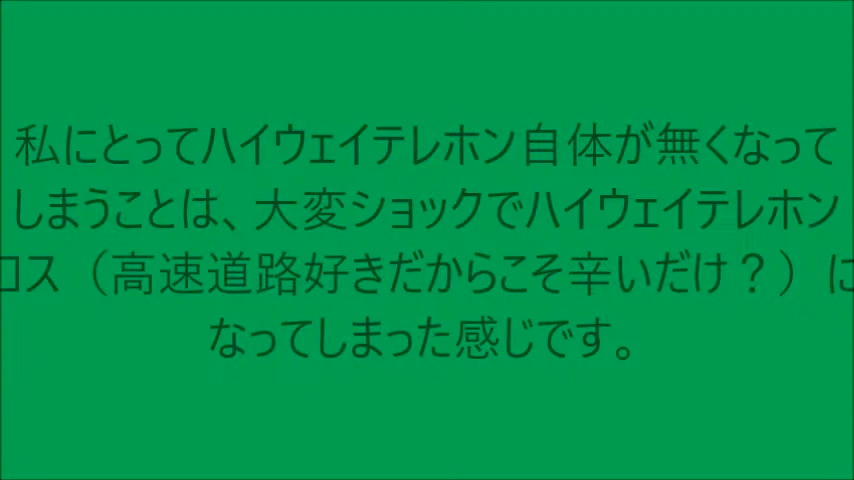 私にとってハイウェイテレホン自体が無くなって
しまうことは、大変ショックでハイウェイテレホン
ロス（高速道路好きだからこそ辛いだけ？）に
なってしまった感じです。